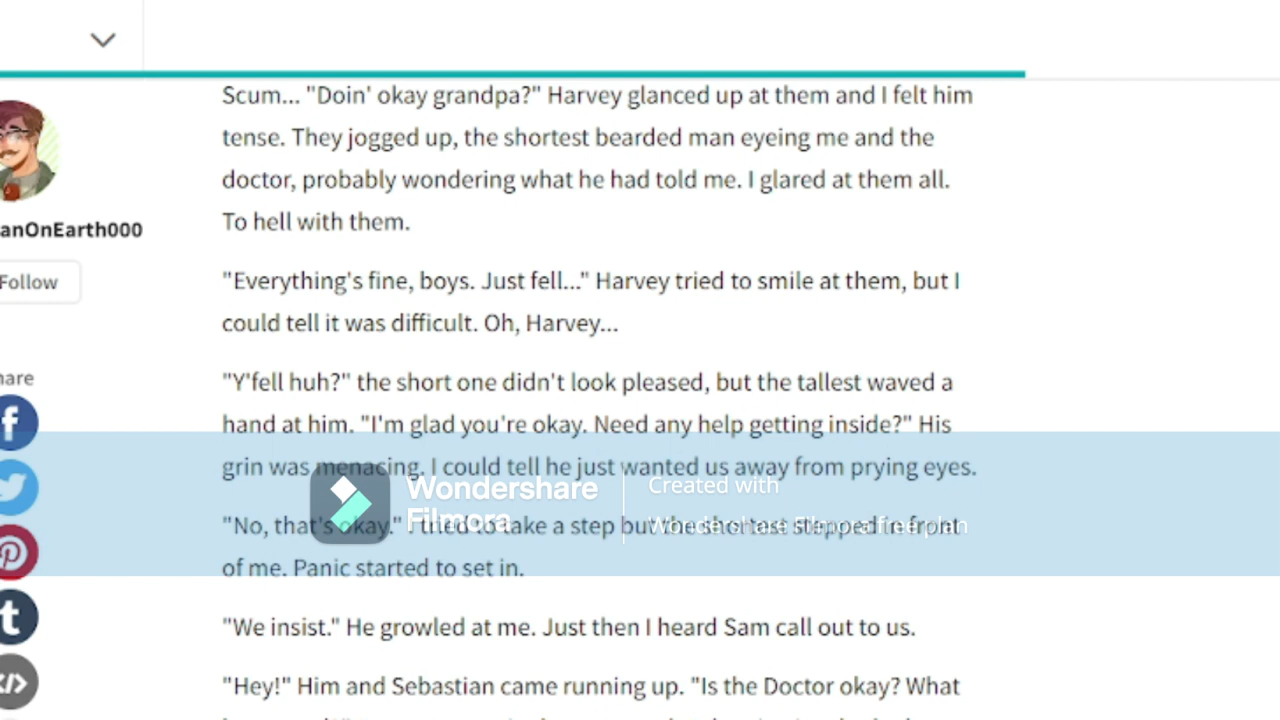 Scum... "Doin' okay grandpa?" Harvey glanced up at them and I felt him
tense. They jogged up, the shortest bearded man eyeing me and the
doctor, probably wondering what he had told me. I glared at them all.
To hell with them.
anOnEarth000
Follow
"Everything's fine, boys. Just fell..." Harvey tried to smile at them, but I
could tell it was difficult. Oh, Harvey...
hare
"Y'fell huh?" the short one didn't look pleased, but the tallest waved a
hand at him. "I'm glad you're okay. Need any help getting inside?" His
grin was menacing. I could tell he just wanted us away from prying eyes.
Wondershare
Filmora
Created with
Wondershare Filmora free plan
"No, that's okay." I tried to take a step but the shortest stepped in front
of me. Panic started to set in.
"We insist." He growled at me. Just then I heard Sam call out to us.
"Hey!" Him and Sebastian came running up. "Is the Doctor okay? What